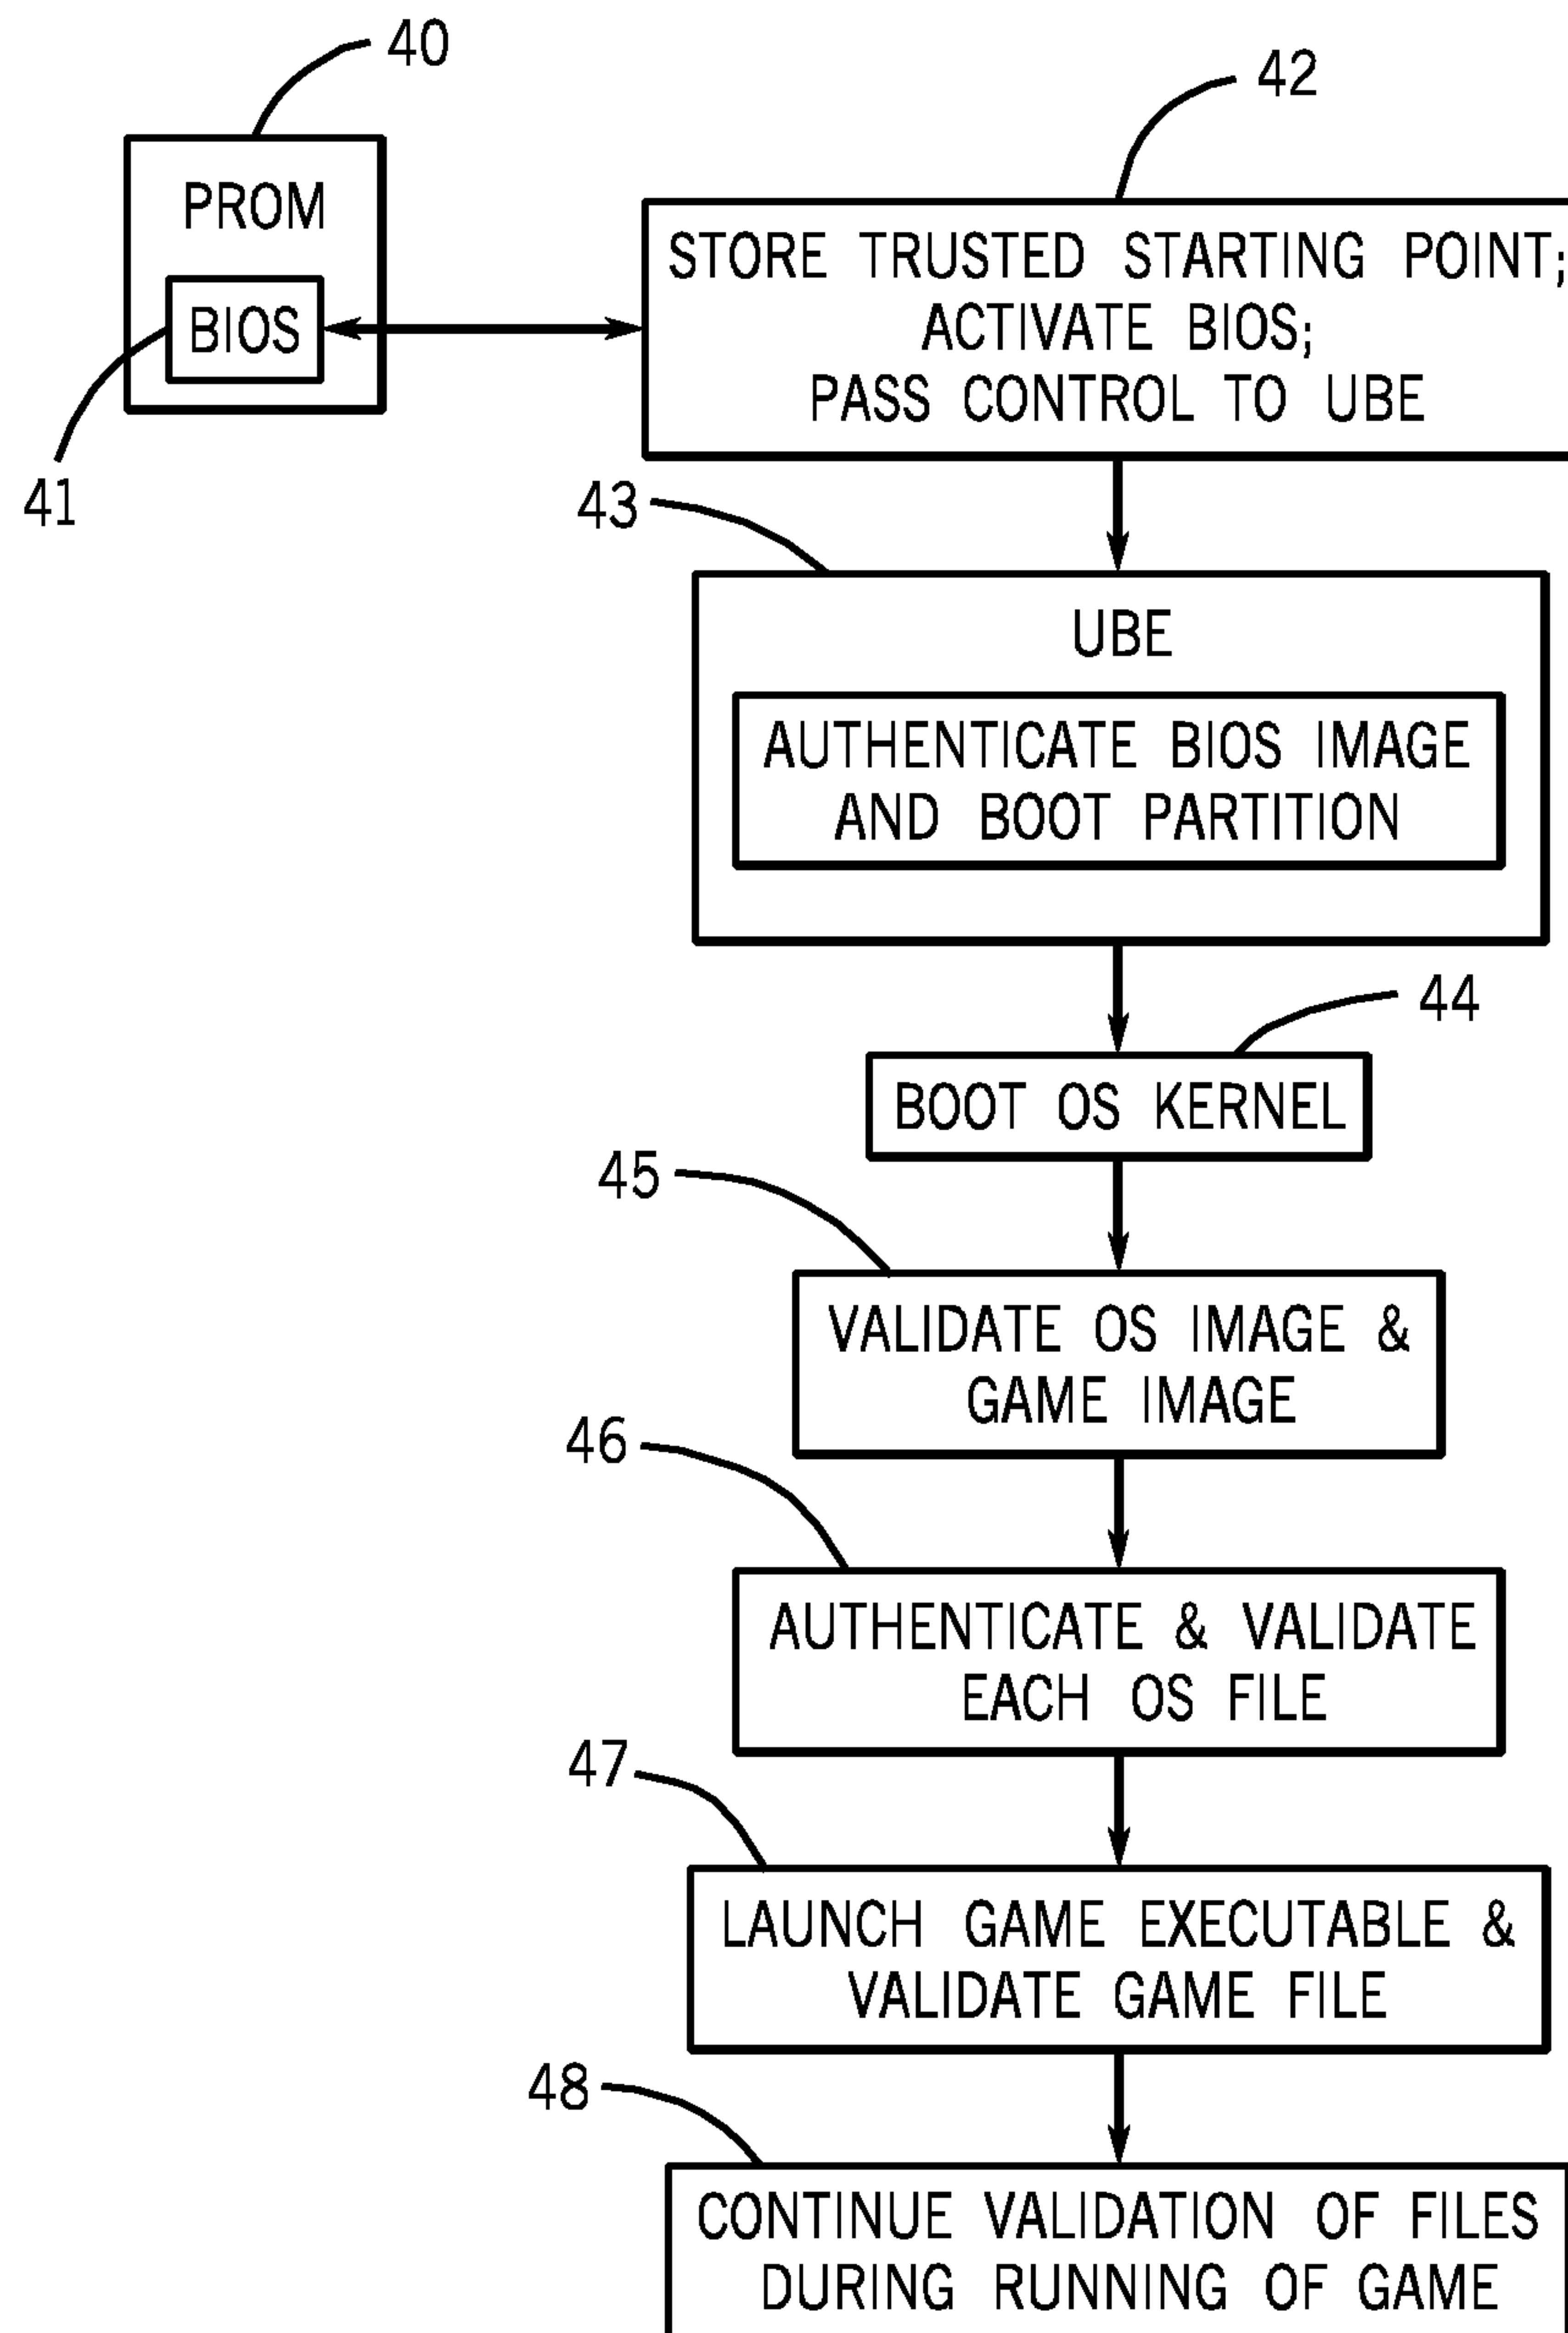 40
42
PROM
BIOS
41
STORE TRUSTED STARTING POINT;
ACTIVATE BIOS;
PASS CONTROL TO UBE
43
UBE
AUTHENTICATE BIOS IMAGE
AND BOOT PARTITION
44
BOOT OS KERNEL
45
VALIDATE OS IMAGE &
GAME IMAGE
46
AUTHENTICATE & VALIDATE
EACH OS FILE
47
LAUNCH GAME EXECUTABLE &
VALIDATE GAME FILE
48
CONTINUE VALIDATION OF FILES
DURING RUNNING OF GAME